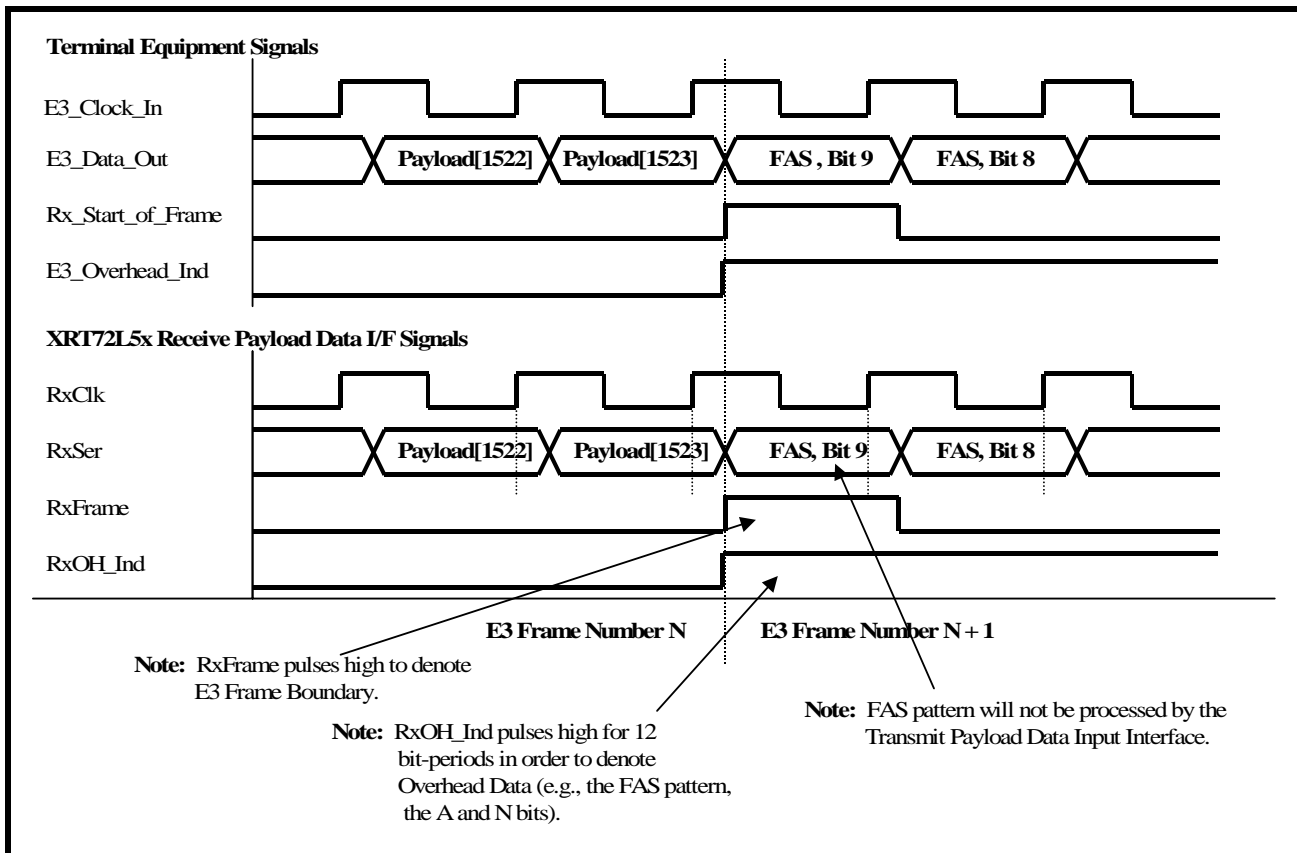 Terminal Equipment Signals
E3_Clock_In
E3_Data_Out
Payload[1522]
Payload[1523]
FAS , Bit 9
FAS, Bit 8
Rx_Start_of_Frame
E3_Overhead_Ind
XRT72L5x Receive Payload Data I/F Signals
RxClk
RxSer
Payload[1522]
Payload[1523]
FAS, Bit 9
FAS, Bit 8
RxFrame
RxOH_Ind
E3 Frame Number N
E3 Frame Number N + 1
Note: RxFrame pulses high to denote
E3 Frame Boundary.
Note: RxOH_Ind pulses high for 12
bit-periods in order to denote
Overhead Data (e.g., the FAS pattern,
the A and N bits).
Note: FAS pattern will not be processed by the
Transmit Payload Data Input Interface.